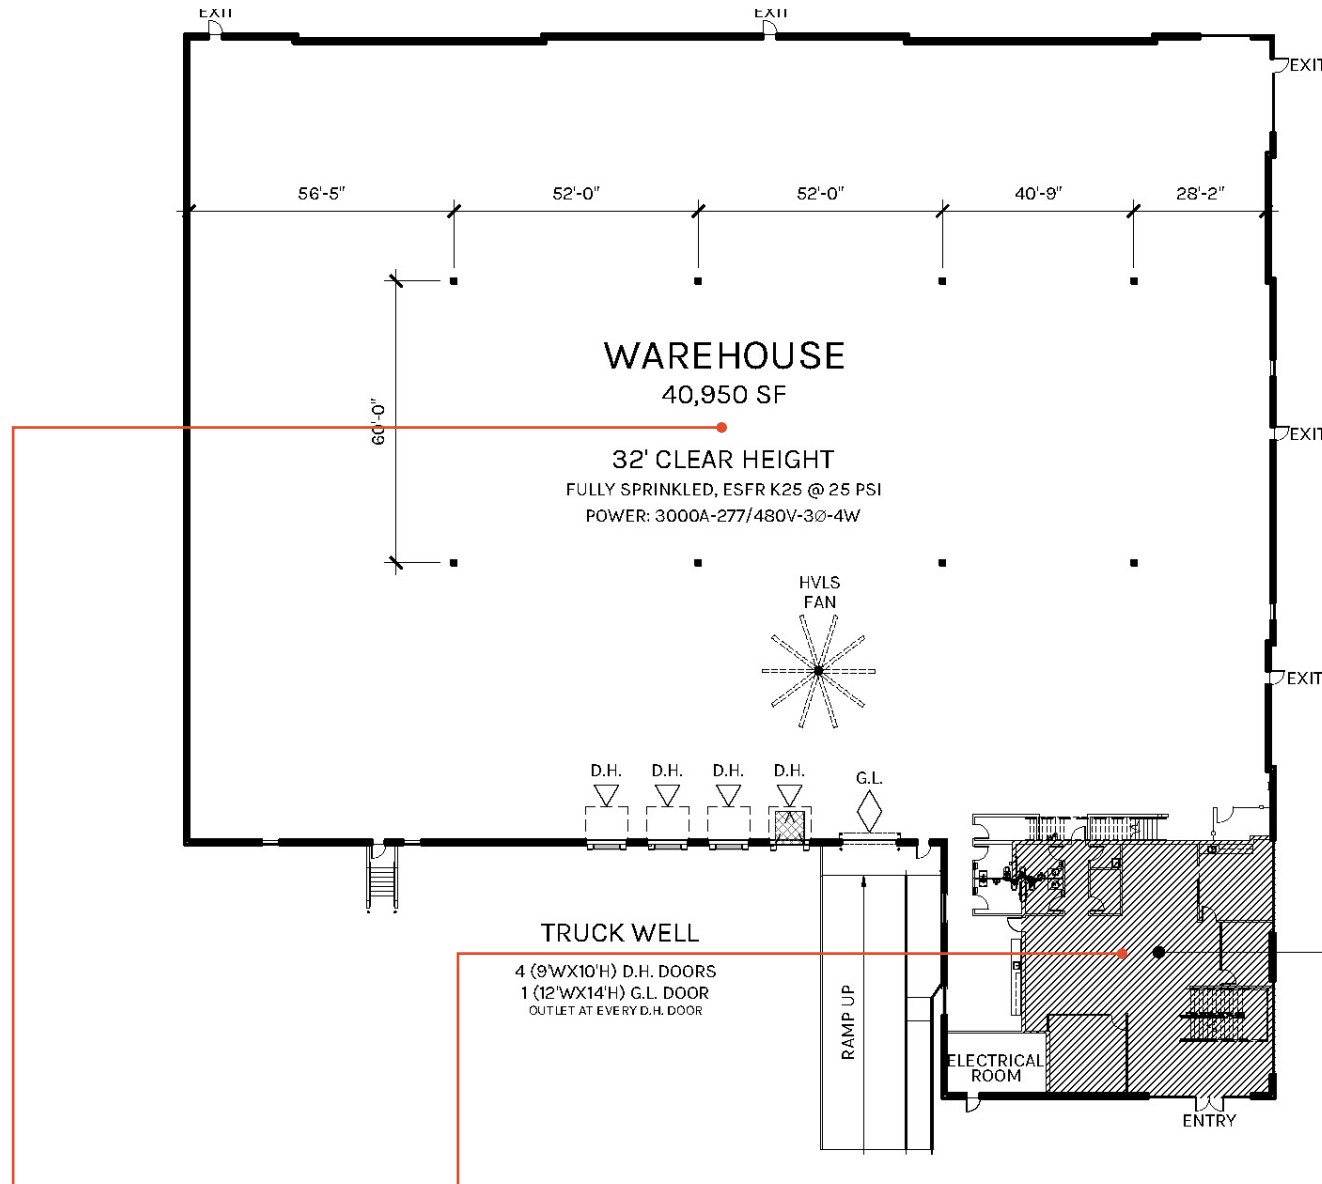 EXIT
EXIT
EXIT
56'-5"
52'-0"
52'-0"
40'-9"
28'-2"
WAREHOUSE
40,950 SF
60'-0"
EXIT
32' CLEAR HEIGHT
FULLY SPRINKLED, ESFR K25 @ 25 PSI
POWER: 3000A-277/480V-3Ø-4W
HVLS
FAN
EXIT
D.H.
D.H.
D.H.
D.H.
G.L.
TRUCK WELL
4 (9'WX10'H) D.H. DOORS
1 (12'WX14'H) G.L. DOOR
OUTLET AT EVERY D.H. DOOR
RAMP UP
ELECTRICAL
ROOM
ENTRY